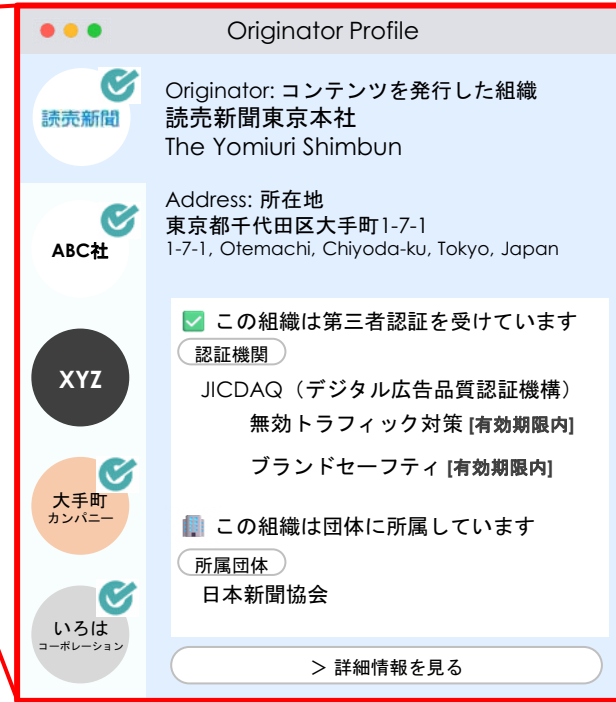 Originator Profile
読売新聞
Originator: コンテンツを発行した組織
読売新聞東京本社
The Yomiuri Shimbun
Address: 所在地
東京都千代田区大手町1-7-1
1-7-1, Otemachi, Chiyoda-ku, Tokyo, Japan
ABC社
XYZ
大手町
カンパニー
いろは
コーポレーション
この組織は第三者認証を受けています
認証機関
JICDAQ（デジタル広告品質認証機構）
無効トラフィック対策 [有効期限内]
ブランドセーフティ [有効期限内]
この組織は団体に所属しています
所属団体
日本新聞協会
＞詳細情報を見る